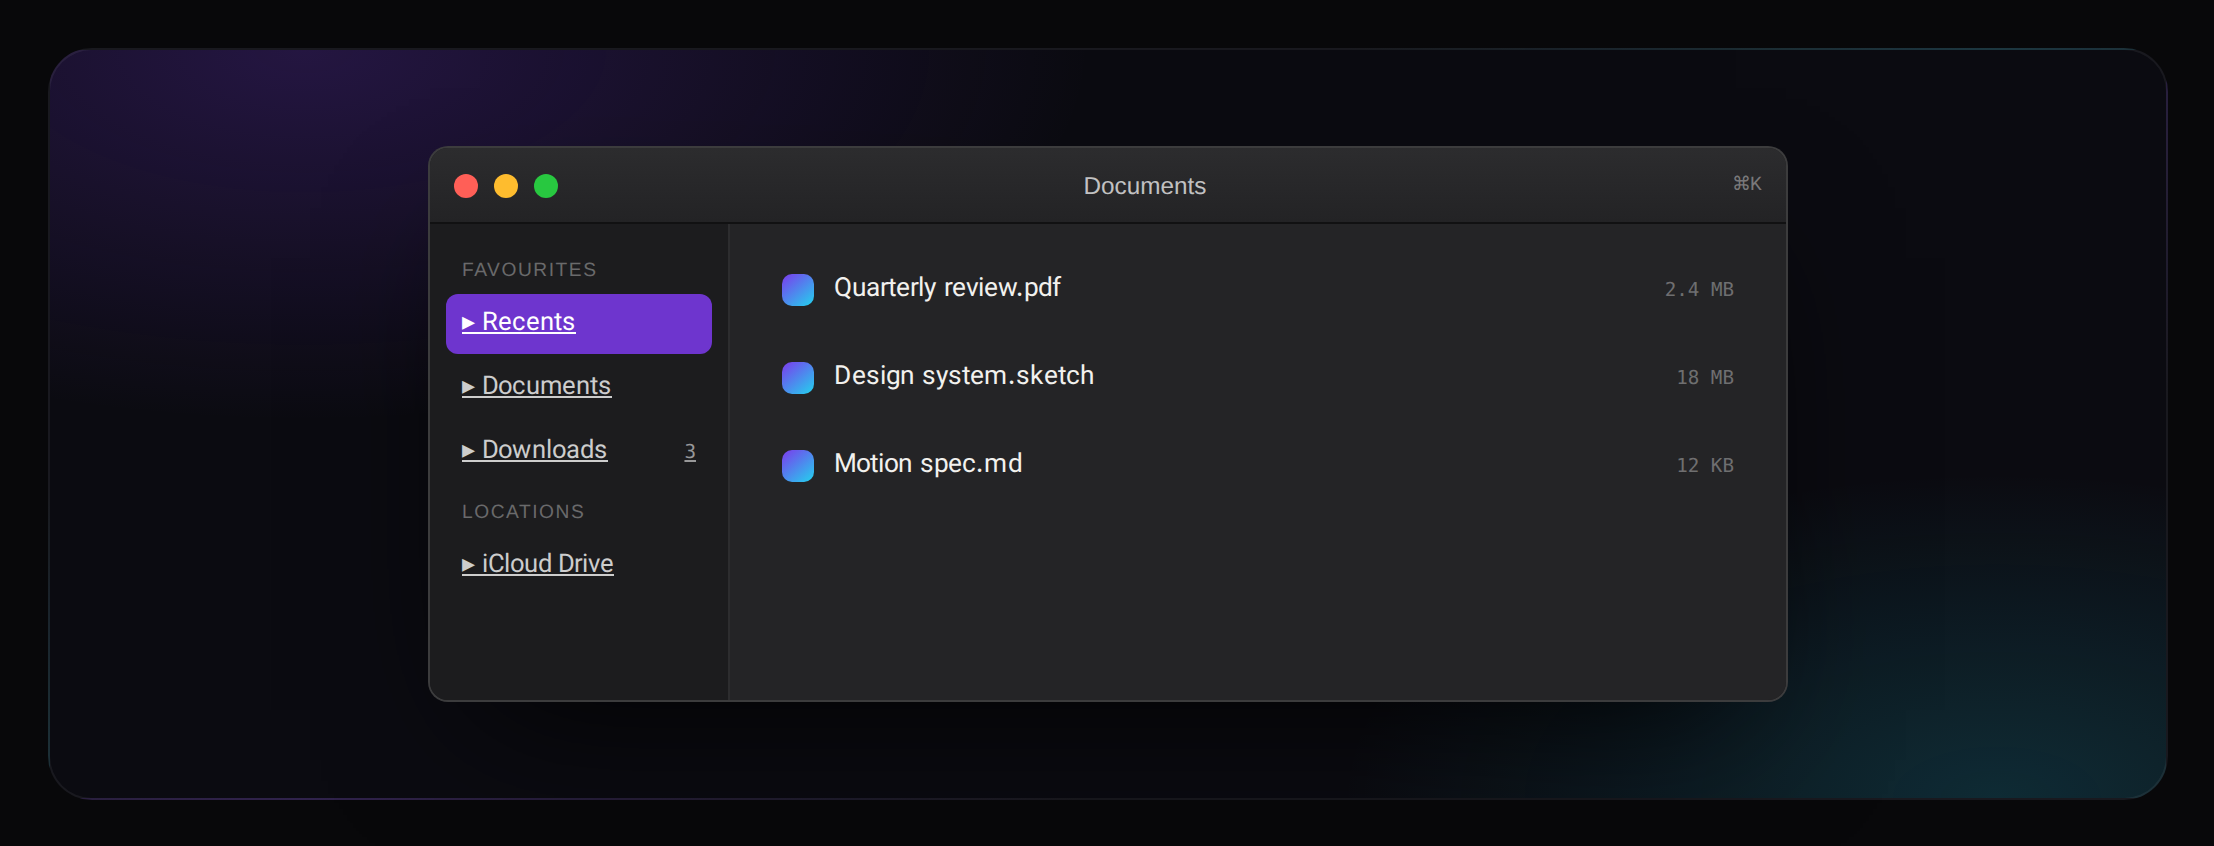 Documents
⌘K
FAVOURITES
▸ Recents
▸ Documents
▸ Downloads 3
LOCATIONS
▸ iCloud Drive
Quarterly review.pdf 2.4 MB
Design system.sketch 18 MB
Motion spec.md 12 KB